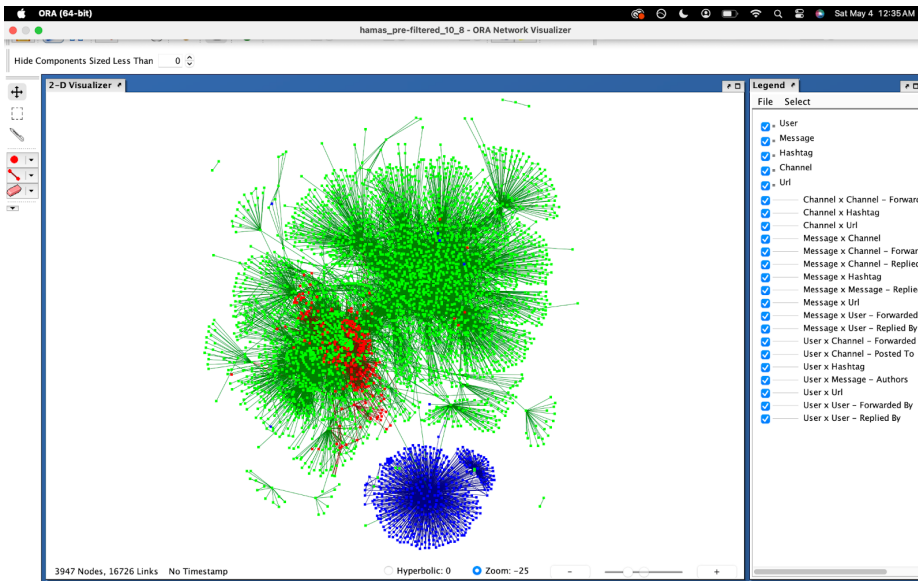 ORA (64-bit)
Sat May 4 12:35 AM
hamas_pre-filtered_10_8 - ORA Network Visualizer
Hide Components Sized Less Than 0
2-D Visualizer
Legend
File Select
User
Message
Hashtag
Channel
Url
Channel x Channel - Forward
Channel x Hashtag
Channel x Url
Message x Channel
Message x Channel - Forwar
Message x Channel - Replied
Message x Hashtag
Message x Message - Replie
Message x Url
Message x User - Forwarded
Message x User - Replied By
User x Channel - Forwarded
User x Channel - Posted To
User x Hashtag
User x Message - Authors
User x Url
User x User - Forwarded By
User x User - Replied By
3947 Nodes, 16726 Links No Timestamp
Hyperbolic: 0
Zoom: -25
-
+